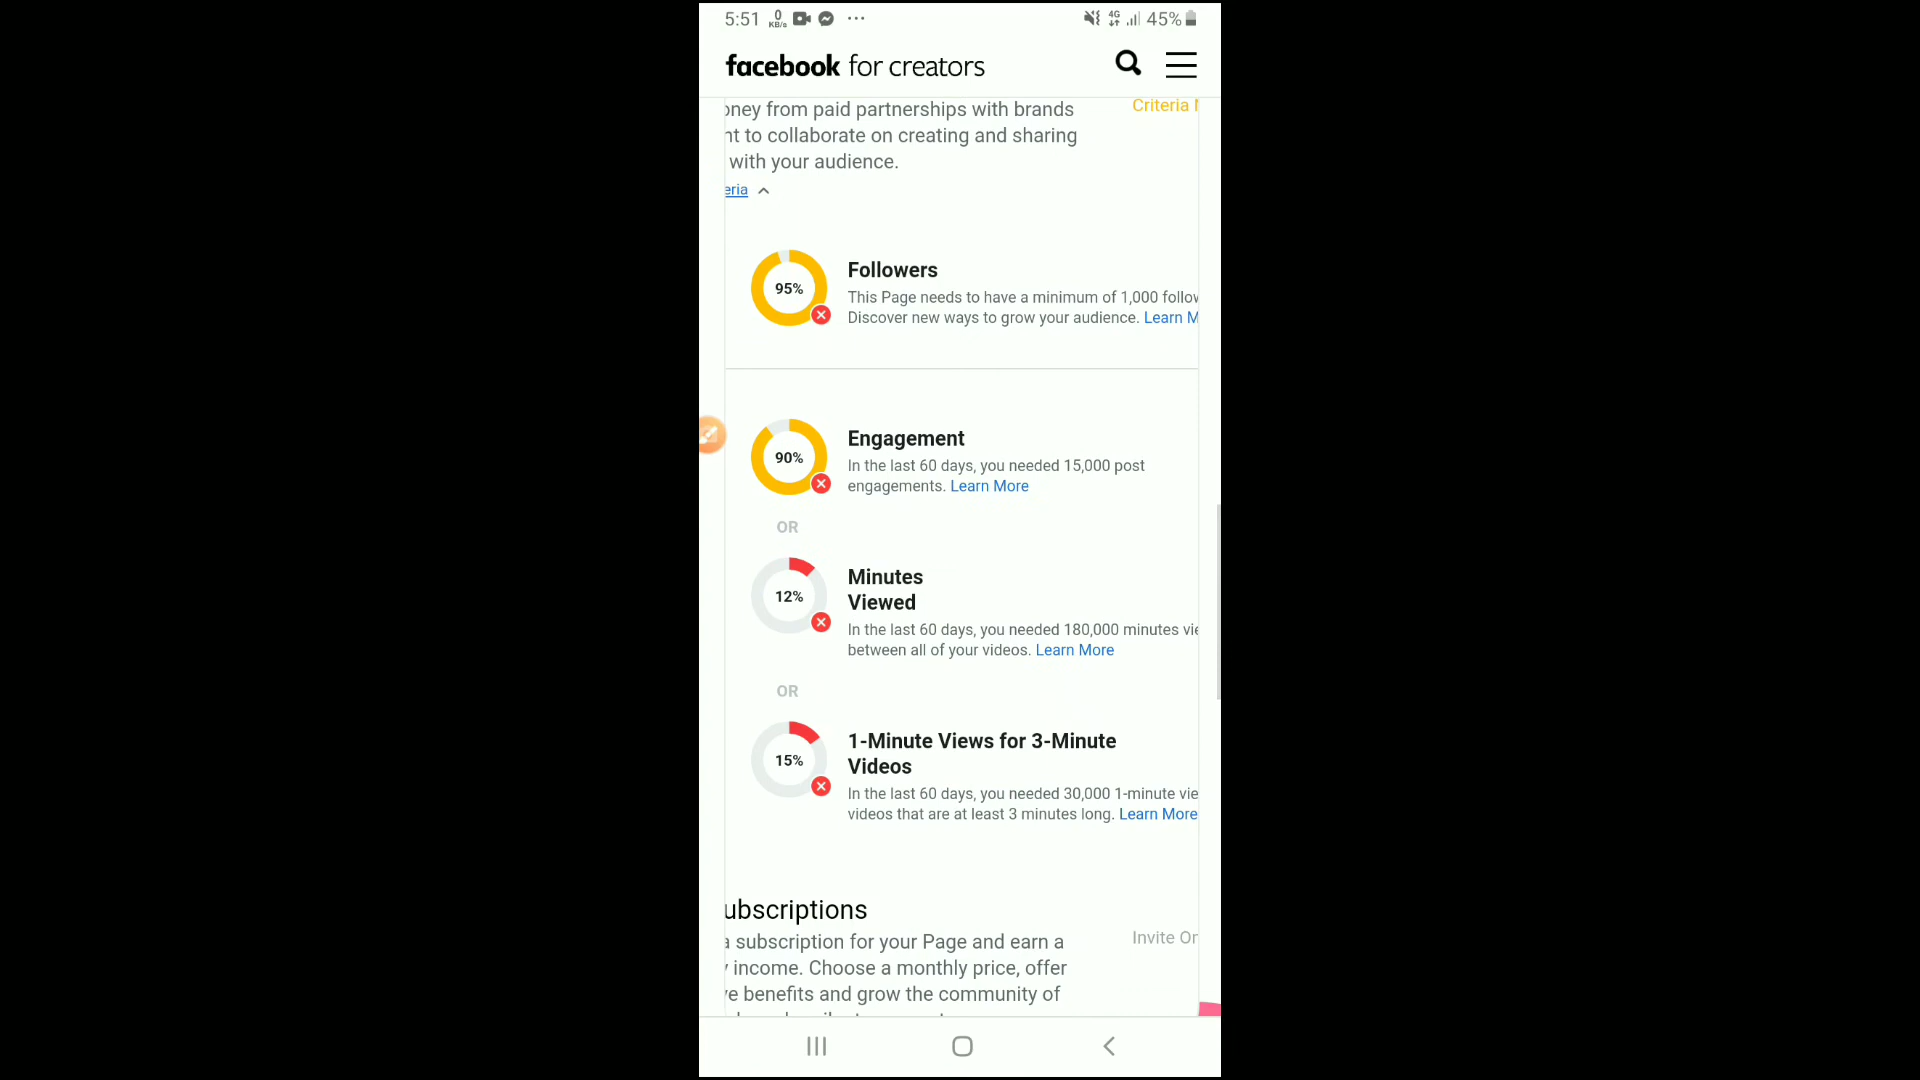 5:51 0 KB/s ... 4G 45%
facebook for creators
oney from paid partnerships with brands
Criteria
nt to collaborate on creating and sharing
with your audience.
eria
95%
Followers
This Page needs to have a minimum of 1,000 follow
Discover new ways to grow your audience. Learn M
90%
Engagement
In the last 60 days, you needed 15,000 post
engagements. Learn More
OR
12%
Minutes
Viewed
In the last 60 days, you needed 180,000 minutes vie
between all of your videos. Learn More
OR
15%
1-Minute Views for 3-Minute
Videos
In the last 60 days, you needed 30,000 1-minute vie
videos that are at least 3 minutes long. Learn More
ubscriptions
a subscription for your Page and earn a
Invite Or
y income. Choose a monthly price, offer
ve benefits and grow the community of